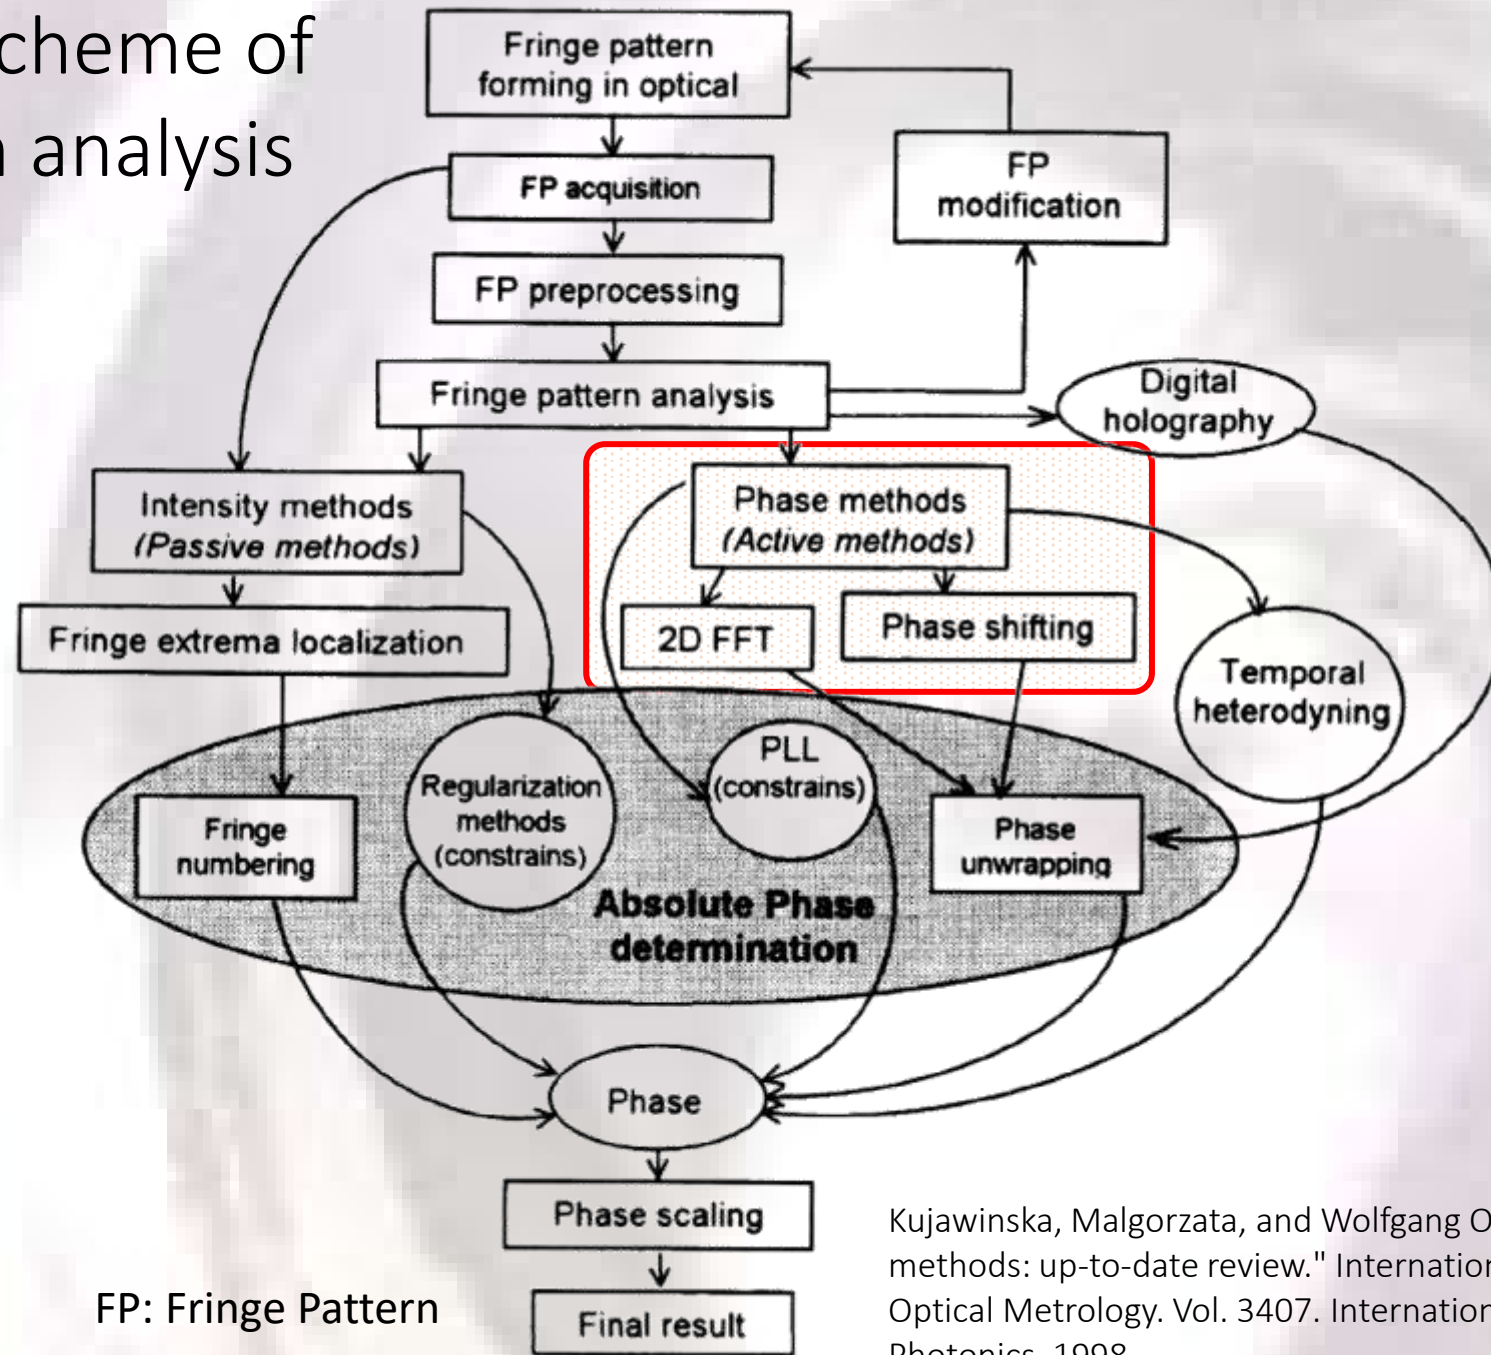 cheme of
analysis
Fringe pattern
forming in optical
FP acquisition
FP
modification
FP preprocessing
Fringe pattern analysis
Digital
holography
Intensity methods
(Passive methods)
Phase methods
(Active methods)
Fringe extrema localization
2D FFT
Phase shifting
Temporal
heterodyning
Regularization
methods
(constrains)
PLL
(constrains)
Fringe
numbering
Phase
unwrapping
Absolute Phase
determination
Phase
Phase scaling
Final result
FP: Fringe Pattern
Kujawinska, Malgorzata, and Wolfgang O
methods: up-to-date review." Internation
Optical Metrology. Vol. 3407. Internation
Photonics, 1998